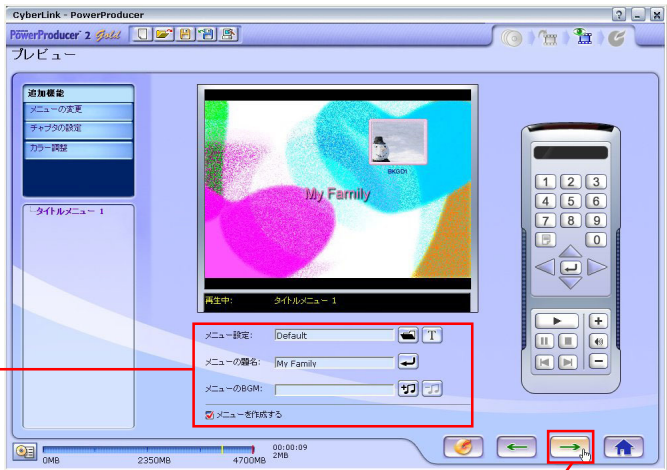 CyberLink - PowerProducer
PowerProducer 2 Gold
プレビュー
追加機能
メニューの変更
チャプタの設定
カラー調整
タイトルメニュー 1
BKGO1
My Family
再生中: タイトルメニュー 1
メニュー設定: Default
T
メニューの題名: My Family
メニューのBGM:
メニューを作成する
1 2 3
4 5 6
7 8 9
0
0MB 2350MB 4700MB
00:00:09
2MB